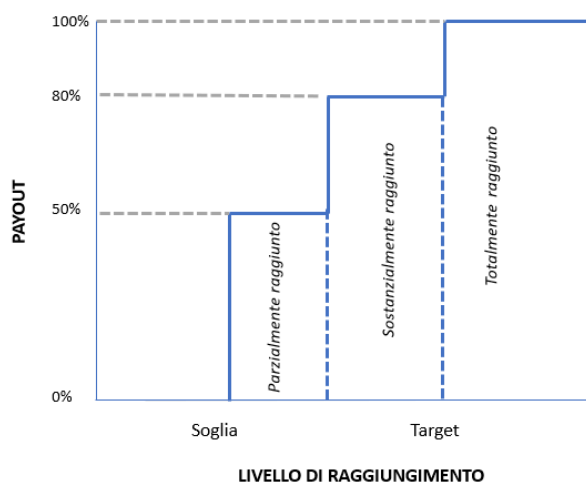 100%
80%
50%
0%
PAYOUT
Parzialmente raggiunto
Sostanzialmente raggiunto
Totalmente raggiunto
Soglia
Target
LIVELLO DI RAGGIUNGIMENTO